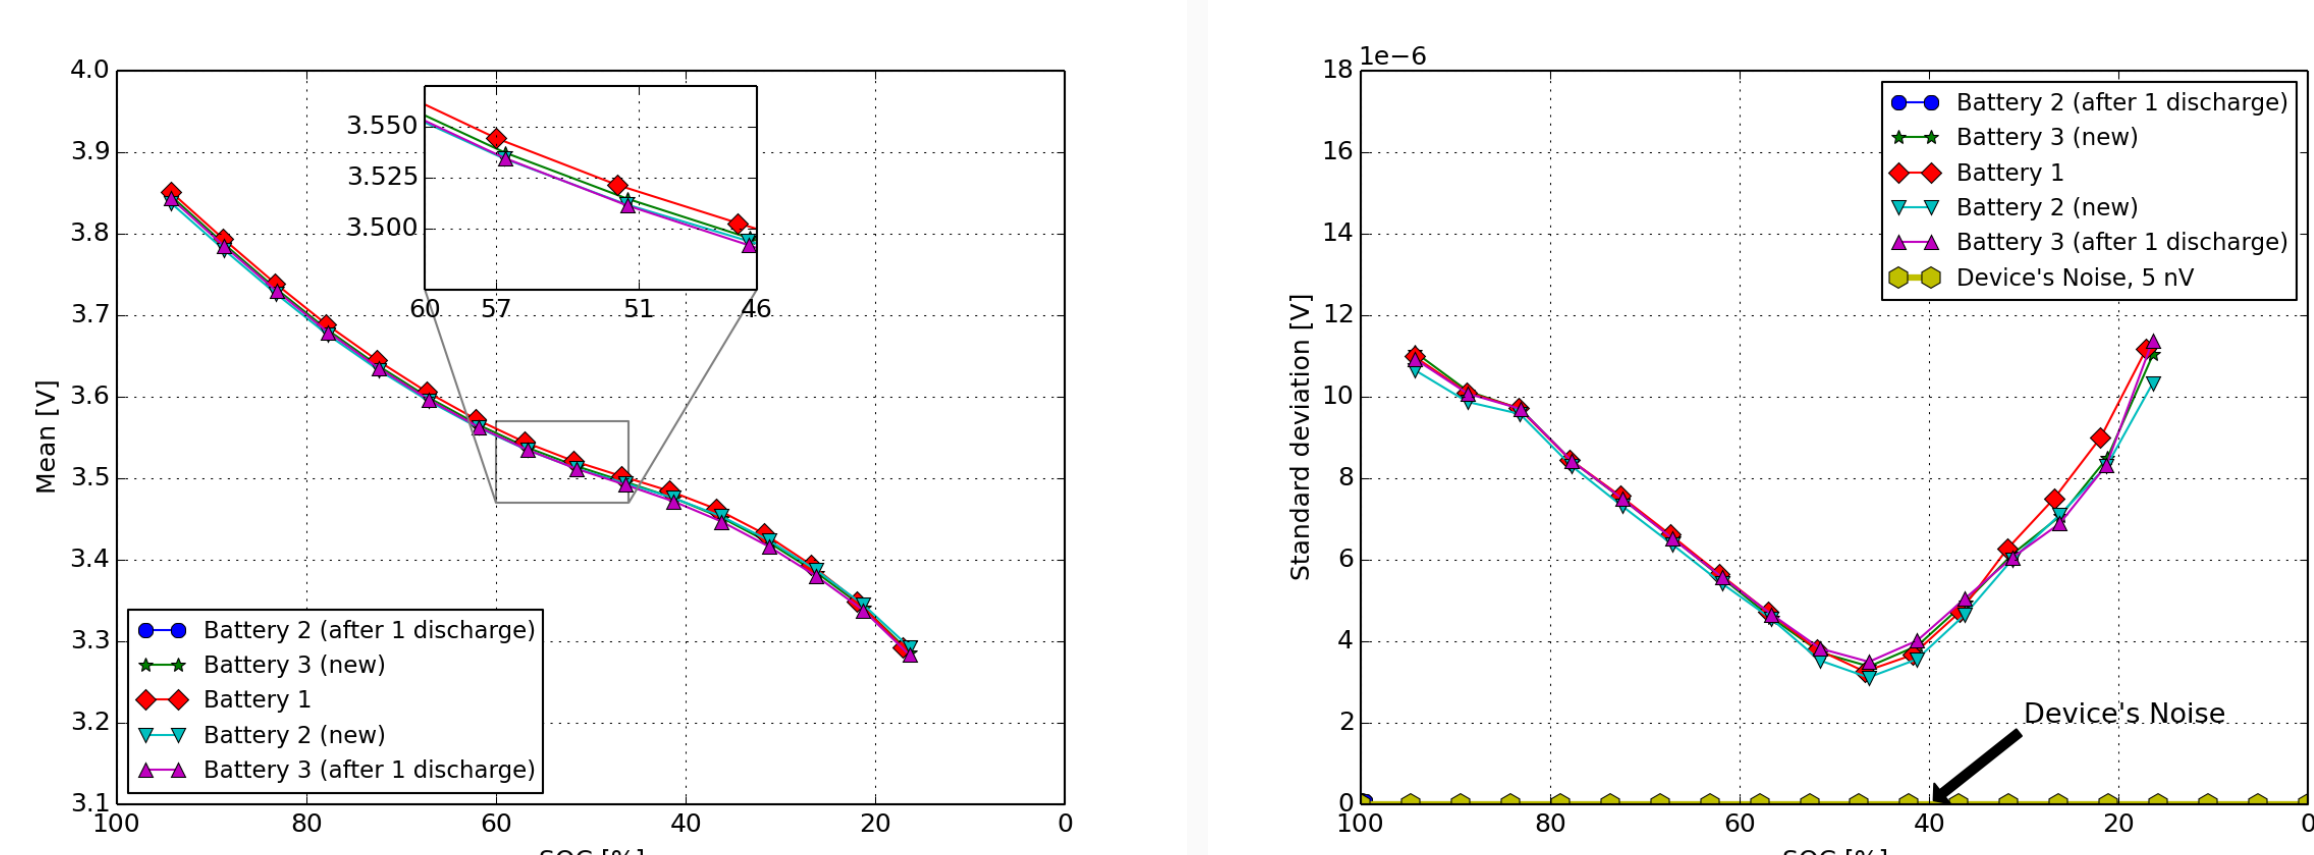 4.0
3.9
3.8
3.7
3.6
3.5
3.4
3.3
3.2
3.1
Mean [V]
100
80
60
40
20
0
SOC [%]
3.550
3.525
3.500
60
57
51
46
Battery 2 (after 1 discharge)
Battery 3 (new)
Battery 1
Battery 2 (new)
Battery 3 (after 1 discharge)
1e−6
18
16
14
12
10
8
6
4
2
0
Standard deviation [V]
100
80
60
40
20
0
SOC [%]
Battery 2 (after 1 discharge)
Battery 3 (new)
Battery 1
Battery 2 (new)
Battery 3 (after 1 discharge)
Device's Noise, 5 nV
Device's Noise